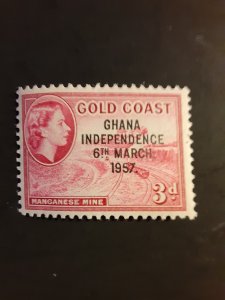 GOLD COAST
GHANA
INDEPENDENCE
6TH MARCH
1957.
MANGANESE MINE
3d